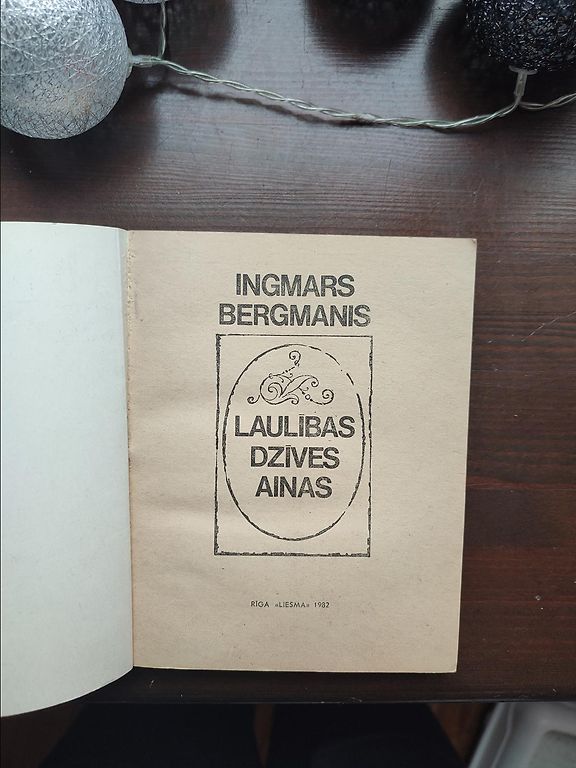 INGMARS
BERGMANIS
LAULĪBAS
DZĪVES
AINAS
RĪGA «LIESMA» 1982